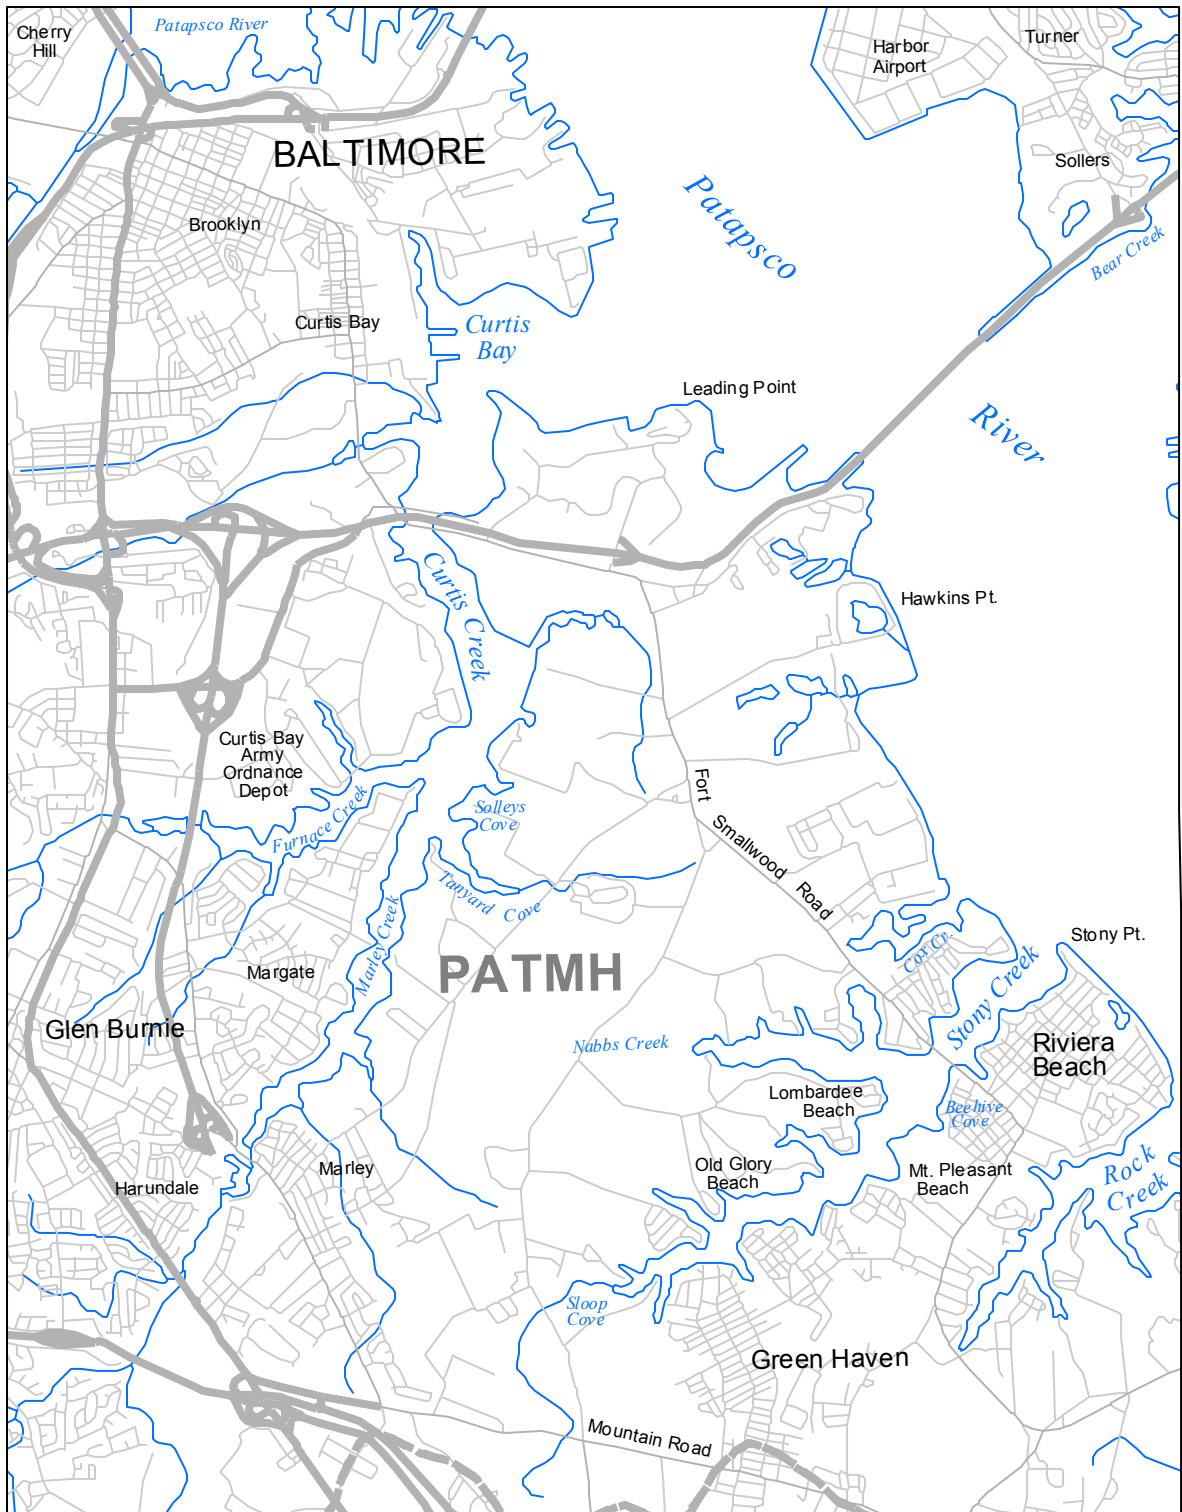 Patapsco River
Cherry
Hill
Harbor
Airport
Turner
BALTIMORE
Sollers
Patapsco
Brooklyn
Bear Creek
Curtis Bay
Curtis
Bay
Leading Point
River
Curtis Creek
Hawkins Pt.
Curtis Bay
Army
Ordnance
Depot
Fort Smallwood Road
Solleys
Cove
Furnace Creek
Tanyard Cove
Marley Creek
Cox Cr.
Stony Pt.
PATMH
Margate
Stony Creek
Glen Burnie
Nabbs Creek
Riviera
Beach
Lombardee
Beach
Beehive
Cove
Marley
Old Glory
Beach
Mt. Pleasant
Beach
Rock
Creek
Harundale
Sloop
Cove
Green Haven
Mountain Road